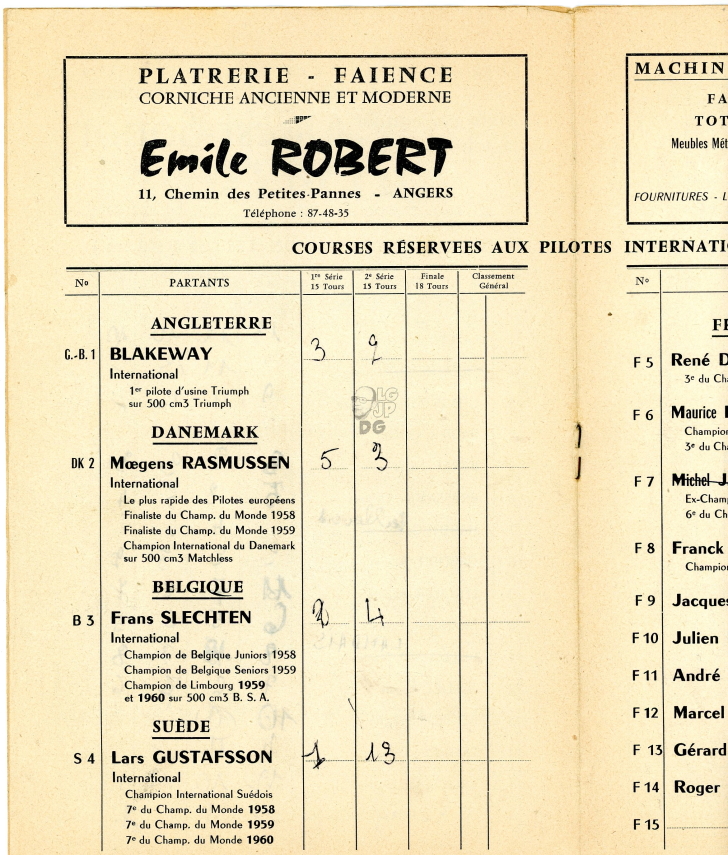 PLATRERIE - FAIENCE
CORNICHE ANCIENNE ET MODERNE
Emile ROBERT
11, Chemin des Petites-Pannes - ANGERS
Téléphone : 87-48-35
MACHIN
FA
TOT
Meubles Mét
FOURNITURES - L
COURSES RÉSERVEES AUX PILOTES INTERNATI
No PARTANTS 1re Série 15 Tours 2e Série 15 Tours Finale 18 Tours Classement Général
ANGLETERRE
G.-B. 1 BLAKEWAY 3 2
International
1er pilote d'usine Triumph
sur 500 cm3 Triumph
LG
JP
DG
DANEMARK
DK 2 Mœgens RASMUSSEN 5 3
International
Le plus rapide des Pilotes européens
Finaliste du Champ. du Monde 1958
Finaliste du Champ. du Monde 1959
Champion International du Danemark
sur 500 cm3 Matchless
BELGIQUE
B 3 Frans SLECHTEN 2 4
International
Champion de Belgique Juniors 1958
Champion de Belgique Seniors 1959
Champion de Limbourg 1959
et 1960 sur 500 cm3 B. S. A.
SUÈDE
S 4 Lars GUSTAFSSON 1 13
International
Champion International Suédois
7e du Champ. du Monde 1958
7e du Champ. du Monde 1959
7e du Champ. du Monde 1960
No
F 5 René D
3e du Cha
F 6 Maurice
Champion
3e du Cha
F 7 Michel J
Ex-Champ
6e du Ch
F 8 Franck
Champion
F 9 Jacques
F 10 Julien
F 11 André
F 12 Marcel
F 13 Gérard
F 14 Roger
F 15